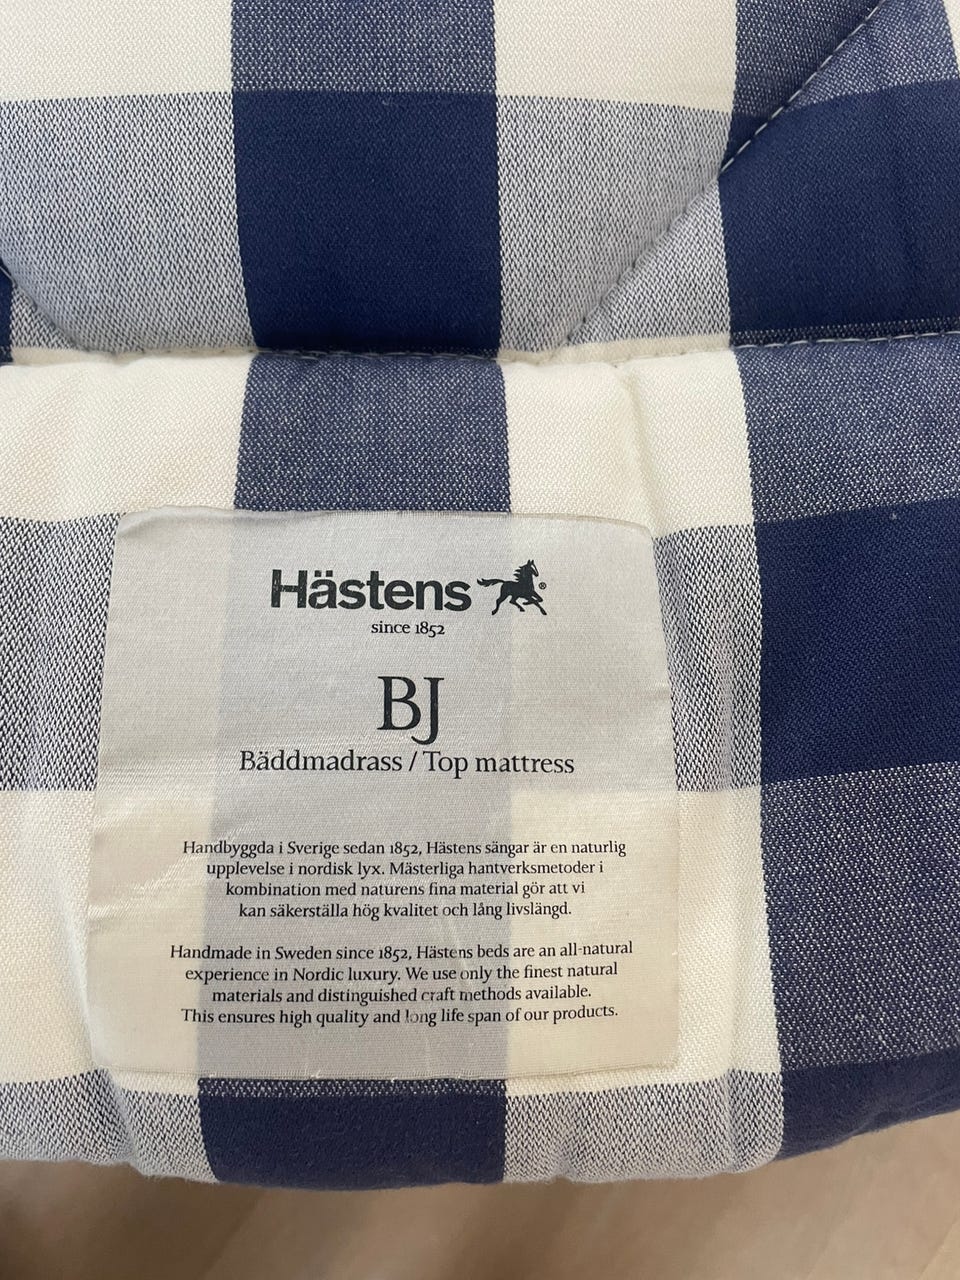 Hästens®
since 1852
BJ
Bäddmadrass / Top mattress
Handbyggda i Sverige sedan 1852, Hästens sängar är en naturlig
upplevelse i nordisk lyx. Mästerliga hantverksmetoder i
kombination med naturens fina material gör att vi
kan säkerställa hög kvalitet och lång livslängd.
Handmade in Sweden since 1852, Hästens beds are an all-natural
experience in Nordic luxury. We use only the finest natural
materials and distinguished craft methods available.
This ensures high quality and long life span of our products.